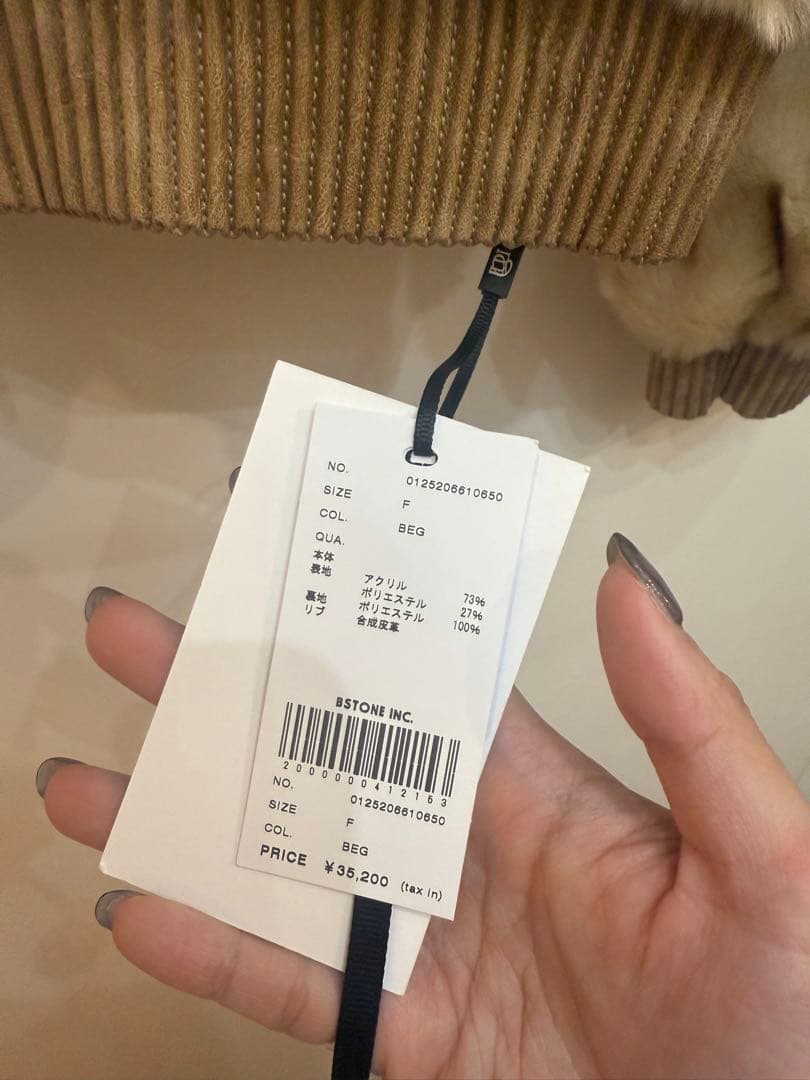 NO. 0125206610650
SIZE F
COL. BEG
QUA.
本体
表地 アクリル 73%
ポリエステル 27%
裏地 ポリエステル 100%
リブ 合成皮革
BSTONE INC.
2000000412163
NO. 0125206610650
SIZE F
COL. BEG
PRICE ¥35,200 (tax in)